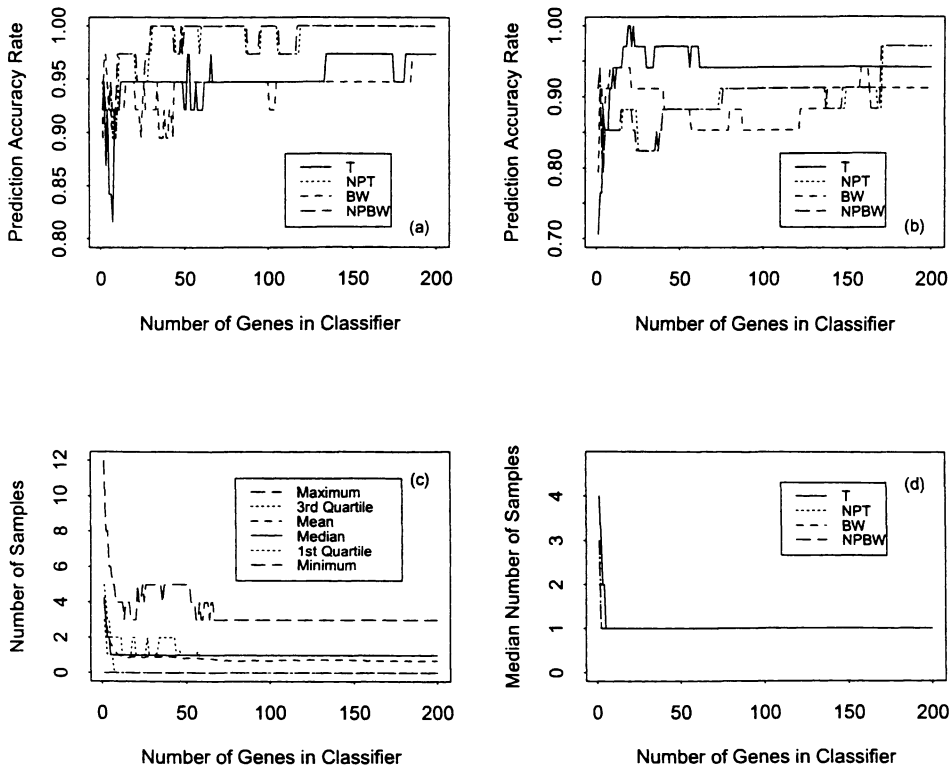 Prediction Accuracy Rate
1.00
0.95
0.90
0.85
0.80
T
NPT
BW
NPBW
(a)
0
50
100
150
200
Number of Genes in Classifier
Prediction Accuracy Rate
1.00
0.90
0.80
0.70
T
NPT
BW
NPBW
(b)
0
50
100
150
200
Number of Genes in Classifier
Number of Samples
12
10
8
6
4
2
0
(c)
Maximum
3rd Quartile
Mean
Median
1st Quartile
Minimum
0
50
100
150
200
Number of Genes in Classifier
Median Number of Samples
4
3
2
1
0
(d)
T
NPT
BW
NPBW
0
50
100
150
200
Number of Genes in Classifier